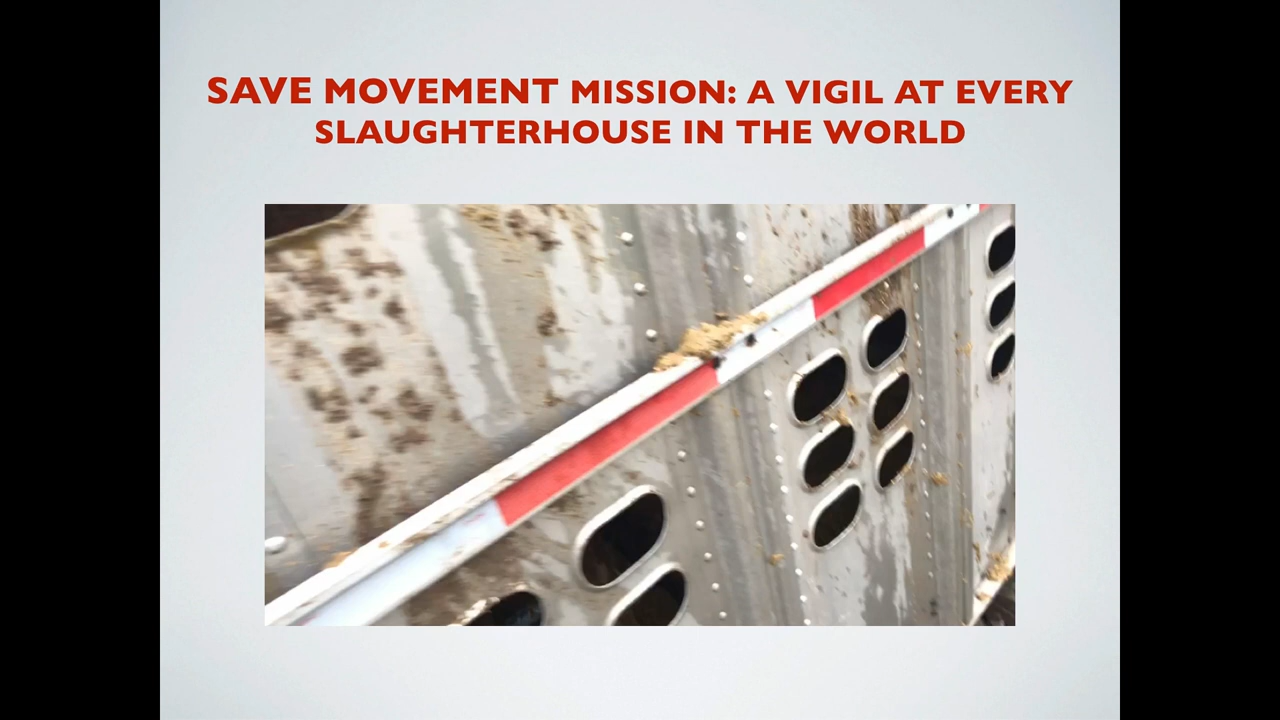 SAVE MOVEMENT MISSION: A VIGIL AT EVERY
SLAUGHTERHOUSE IN THE WORLD